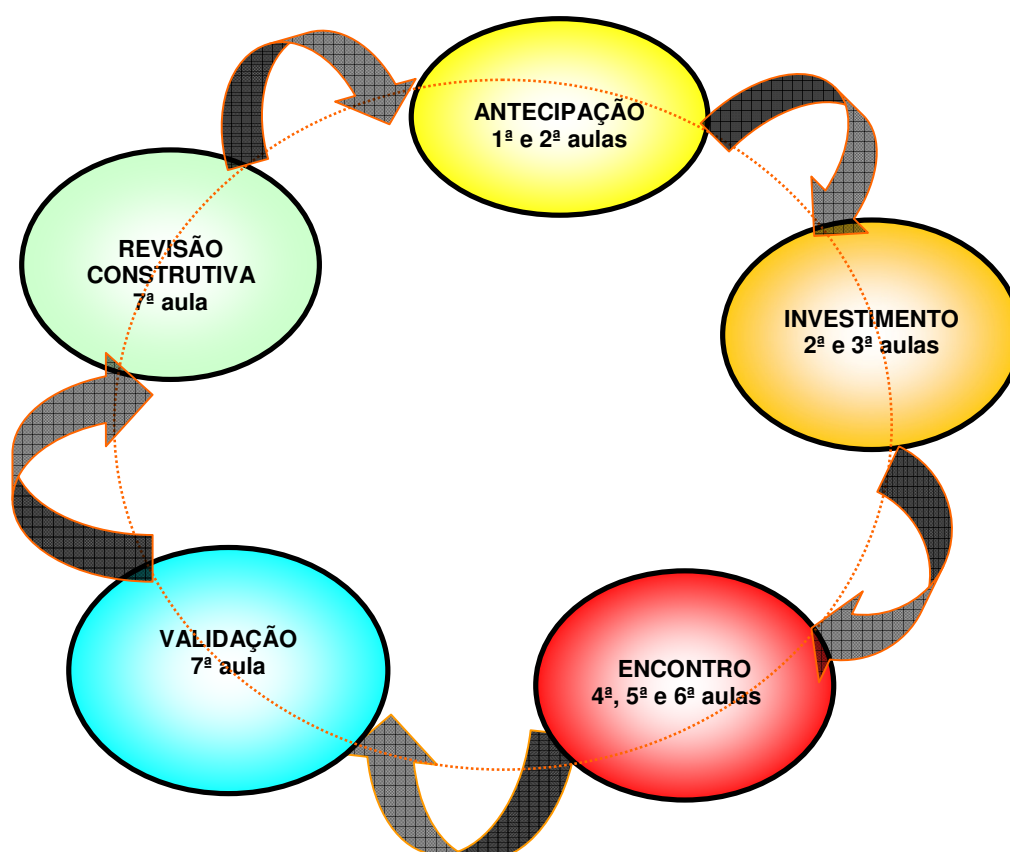 ANTECIPAÇÃO
1ª e 2ª aulas
INVESTIMENTO
2ª e 3ª aulas
ENCONTRO
4ª, 5ª e 6ª aulas
VALIDAÇÃO
7ª aula
REVISÃO
CONSTRUTIVA
7ª aula